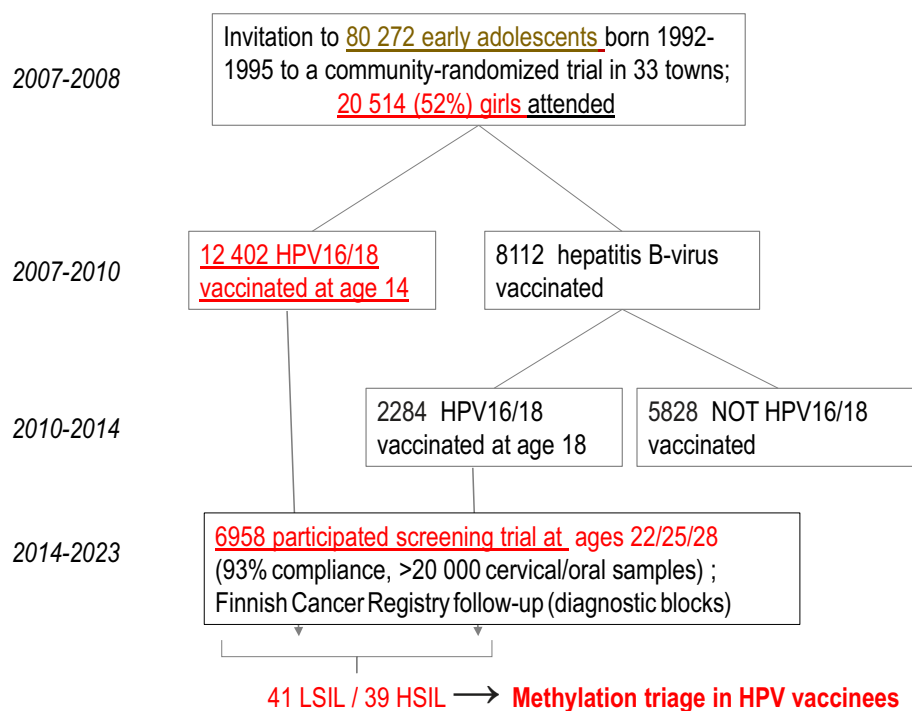 2007-2008
Invitation to 80 272 early adolescents born 1992-
1995 to a community-randomized trial in 33 towns;
20 514 (52%) girls attended
2007-2010
12 402 HPV16/18
vaccinated at age 14
8112 hepatitis B-virus
vaccinated
2010-2014
2284 HPV16/18
vaccinated at age 18
5828 NOT HPV16/18
vaccinated
2014-2023
6958 participated screening trial at ages 22/25/28
(93% compliance, >20 000 cervical/oral samples) ;
Finnish Cancer Registry follow-up (diagnostic blocks)
41 LSIL / 39 HSIL → Methylation triage in HPV vaccinees